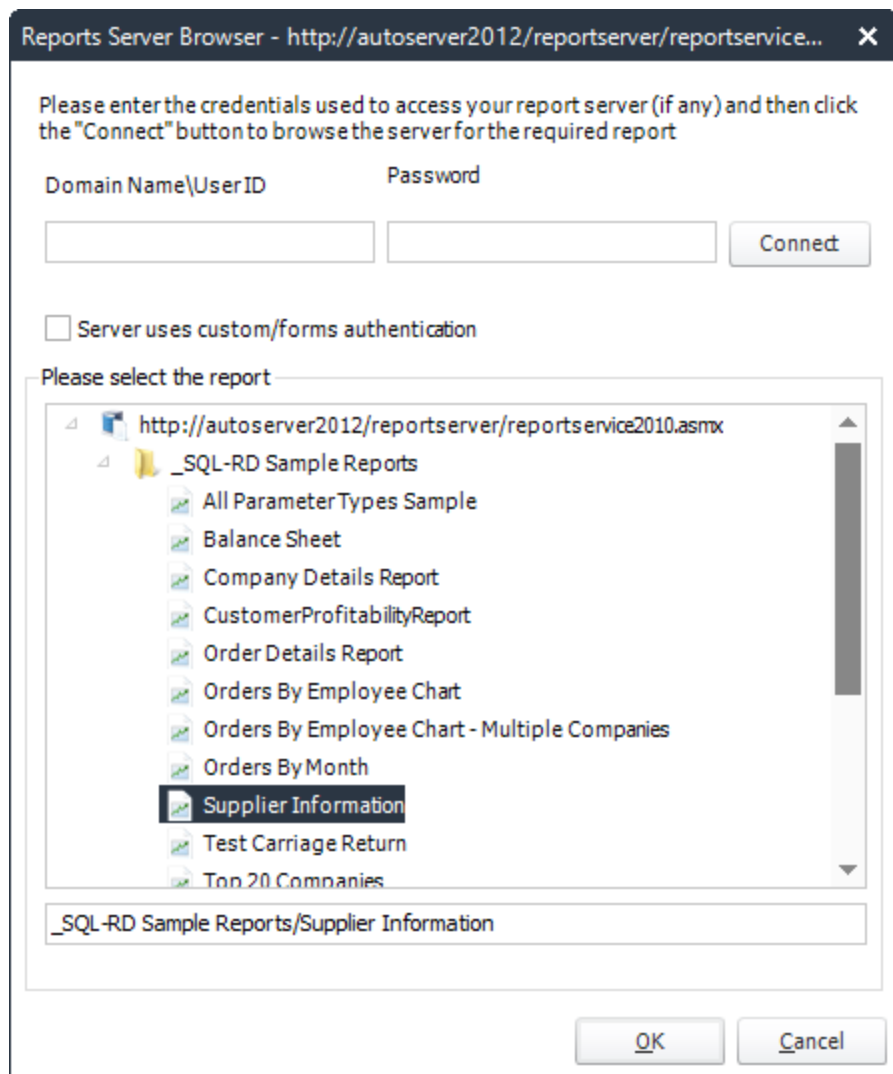 Reports Server Browser - http://autoserver2012/reportserver/reportservice...
Please enter the credentials used to access your report server (if any) and then click
the "Connect" button to browse the server for the required report
Domain Name\User ID
Password
Connect
Server uses custom/forms authentication
Please select the report
http://autoserver2012/reportserver/reportservice2010.asmx
_SQL-RD Sample Reports
All Parameter Types Sample
Balance Sheet
Company Details Report
CustomerProfitabilityReport
Order Details Report
Orders By Employee Chart
Orders By Employee Chart - Multiple Companies
Orders By Month
Supplier Information
Test Carriage Return
Top 20 Companies
_SQL-RD Sample Reports/Supplier Information
OK
Cancel